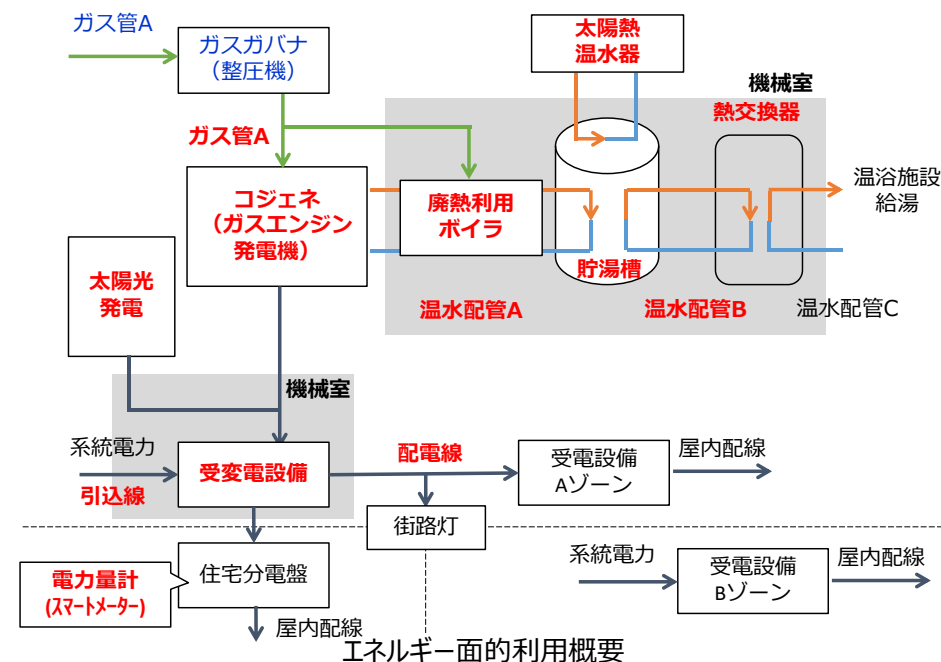 ガス管A
ガスガバナ
（整圧機）
太陽熱
温水器
機械室
熱交換器
ガス管A
コジェネ
（ガスエンジン
発電機）
廃熱利用
ボイラ
貯湯槽
温浴施設
給湯
太陽光
発電
温水配管A
温水配管B
温水配管C
機械室
系統電力
引込線
受変電設備
配電線
受電設備
Aゾーン
屋内配線
街路灯
電力量計
(スマートメーター)
住宅分電盤
屋内配線
系統電力
受電設備
Bゾーン
屋内配線
エネルギー面的利用概要